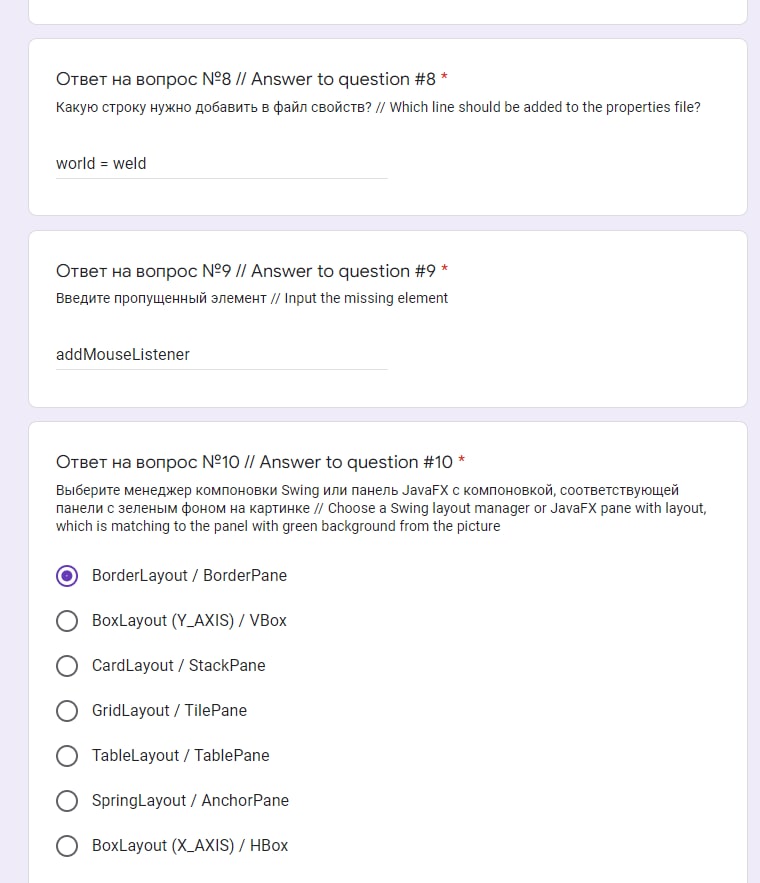 Ответ на вопрос №8 // Answer to question #8 *
Какую строку нужно добавить в файл свойств? // Which line should be added to the properties file?
world = weld
Ответ на вопрос №9 // Answer to question #9 *
Введите пропущенный элемент // Input the missing element
addMouseListener
Ответ на вопрос №10 // Answer to question #10 *
Выберите менеджер компоновки Swing или панель JavaFX с компоновкой, соответствующей
панели с зеленым фоном на картинке // Choose a Swing layout manager or JavaFX pane with layout,
which is matching to the panel with green background from the picture
BorderLayout / BorderPane
BoxLayout (Y_AXIS) / VBox
CardLayout / StackPane
GridLayout / TilePane
TableLayout / TablePane
SpringLayout / AnchorPane
BoxLayout (X_AXIS) / HBox